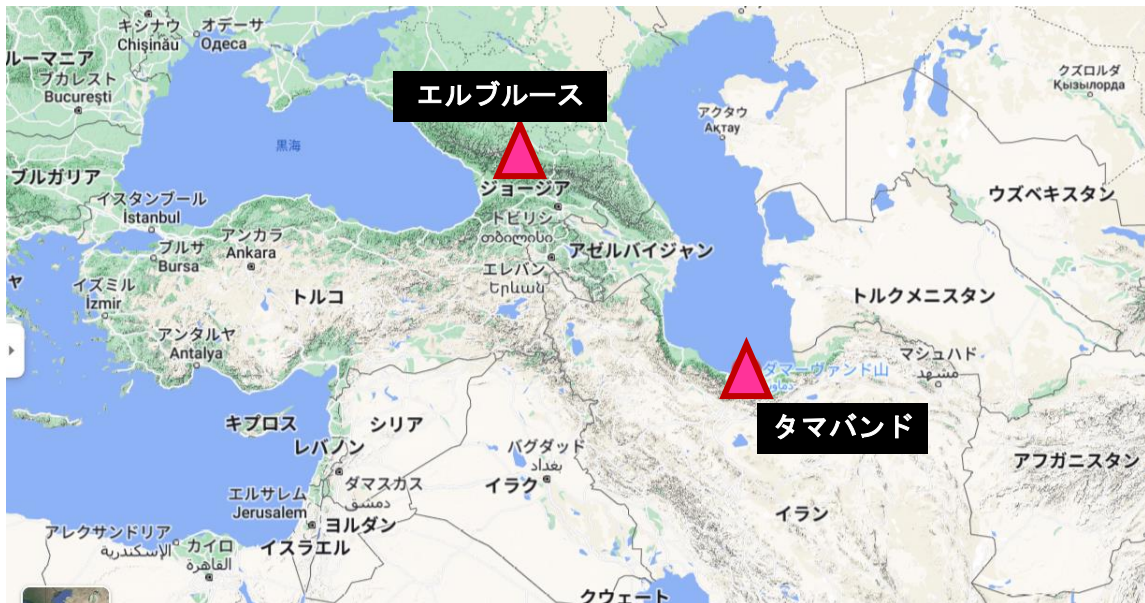 キシナウ
Chișinău
オデーサ
Одеса
ルーマニア
ブカレスト
București
エルブルース
クズロルダ
Қызылорда
アクタウ
Ақтау
黒海
ブルガリア
イスタンブール
İstanbul
ジョージア
ウズベキスタン
ブルサ
Bursa
アンカラ
Ankara
トビリシ
თბილისი
アゼルバイジャン
エレバン
Երևան
ヤ
イズミル
İzmir
トルコ
トルクメニスタン
アンタルヤ
Antalya
マシュハド
مشهد
ダマーヴァンド山
タマバンド
キプロス
シリア
レバノン
バグダッド
بغداد
イラク
アフガニスタン
ダマスカス
دمشق
エルサレム
Jerusalem
ヨルダン
イラン
アレクサンドリア
الإسكندرية
カイロ
القاهرة
イスラエル
クウェート